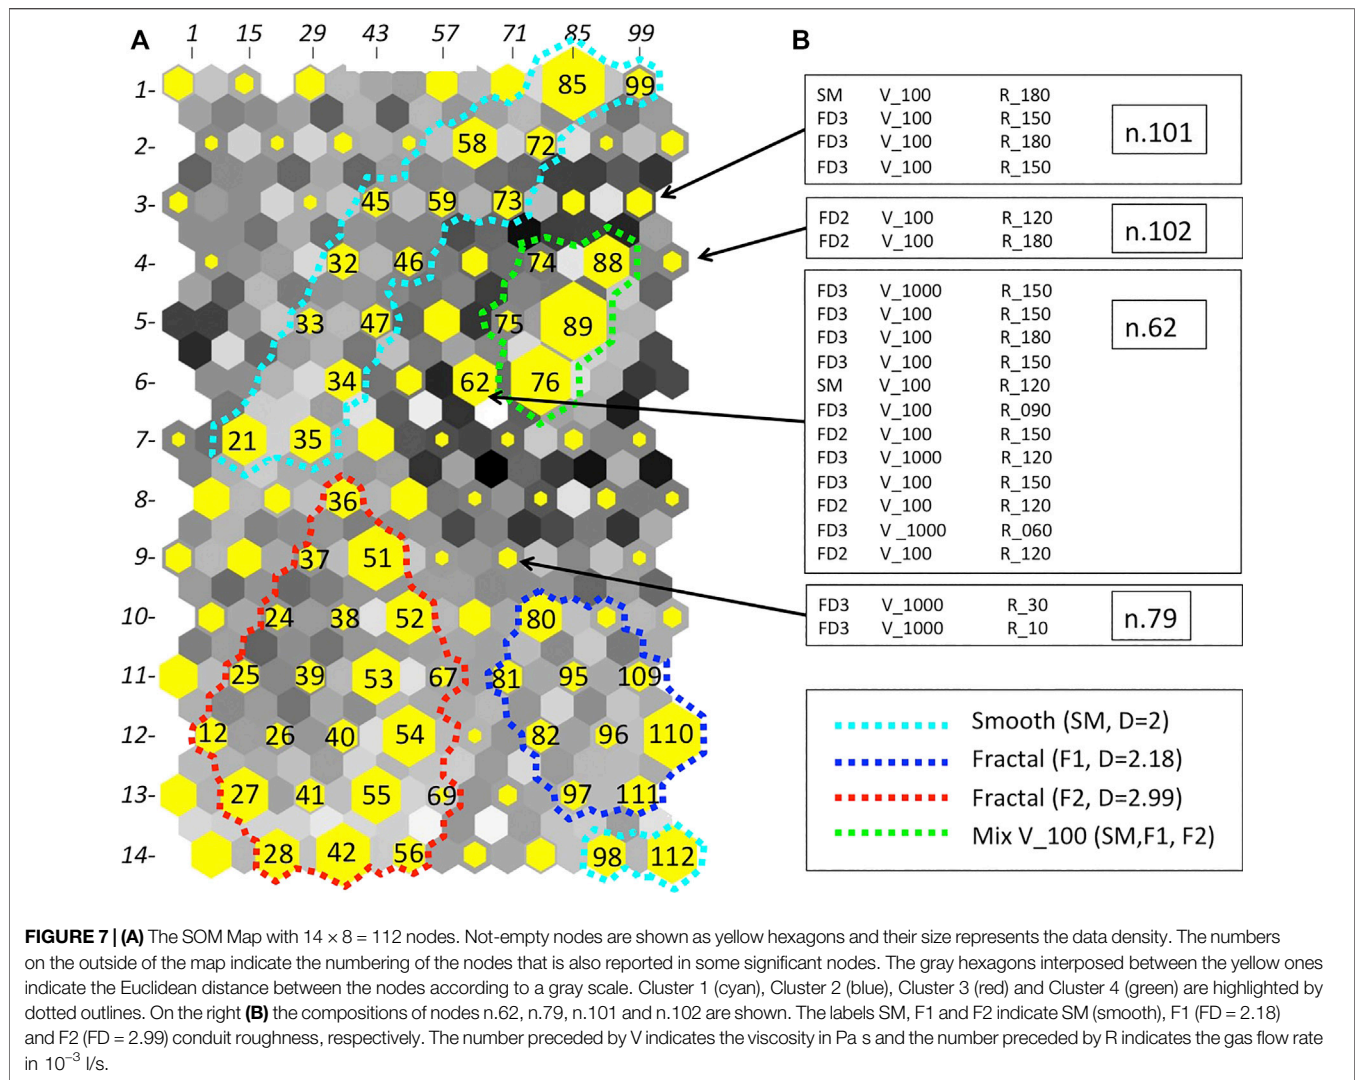 A
1 15 29 43 57 71 85 99
1- 85 99
2- 58 72
3- 45 59 73
4- 32 46 74 88
5- 33 47 75 89
6- 34 62 76
7- 21 35
8- 36
9- 37 51
10- 24 38 52 80
11- 25 39 53 67 81 95 109
12- 12 26 40 54 82 96 110
13- 27 41 55 69 97 111
14- 28 42 56 98 112
B
SM V_100 R_180
FD3 V_100 R_150
FD3 V_100 R_180
FD3 V_100 R_150
n.101
FD2 V_100 R_120
FD2 V_100 R_180
n.102
FD3 V_1000 R_150
FD3 V_100 R_150
FD3 V_100 R_180
FD3 V_100 R_150
SM V_100 R_120
FD3 V_100 R_090
FD2 V_100 R_150
FD3 V_1000 R_120
FD3 V_100 R_150
FD2 V_100 R_120
FD3 V _1000 R_060
FD2 V_100 R_120
n.62
FD3 V_1000 R_30
FD3 V_1000 R_10
n.79
Smooth (SM, D=2)
Fractal (F1, D=2.18)
Fractal (F2, D=2.99)
Mix V_100 (SM,F1, F2)
FIGURE 7 | (A) The SOM Map with 14 × 8 = 112 nodes. Not-empty nodes are shown as yellow hexagons and their size represents the data density. The numbers
on the outside of the map indicate the numbering of the nodes that is also reported in some significant nodes. The gray hexagons interposed between the yellow ones
indicate the Euclidean distance between the nodes according to a gray scale. Cluster 1 (cyan), Cluster 2 (blue), Cluster 3 (red) and Cluster 4 (green) are highlighted by
dotted outlines. On the right (B) the compositions of nodes n.62, n.79, n.101 and n.102 are shown. The labels SM, F1 and F2 indicate SM (smooth), F1 (FD = 2.18)
and F2 (FD = 2.99) conduit roughness, respectively. The number preceded by V indicates the viscosity in Pa s and the number preceded by R indicates the gas flow rate
in 10⁻³ l/s.